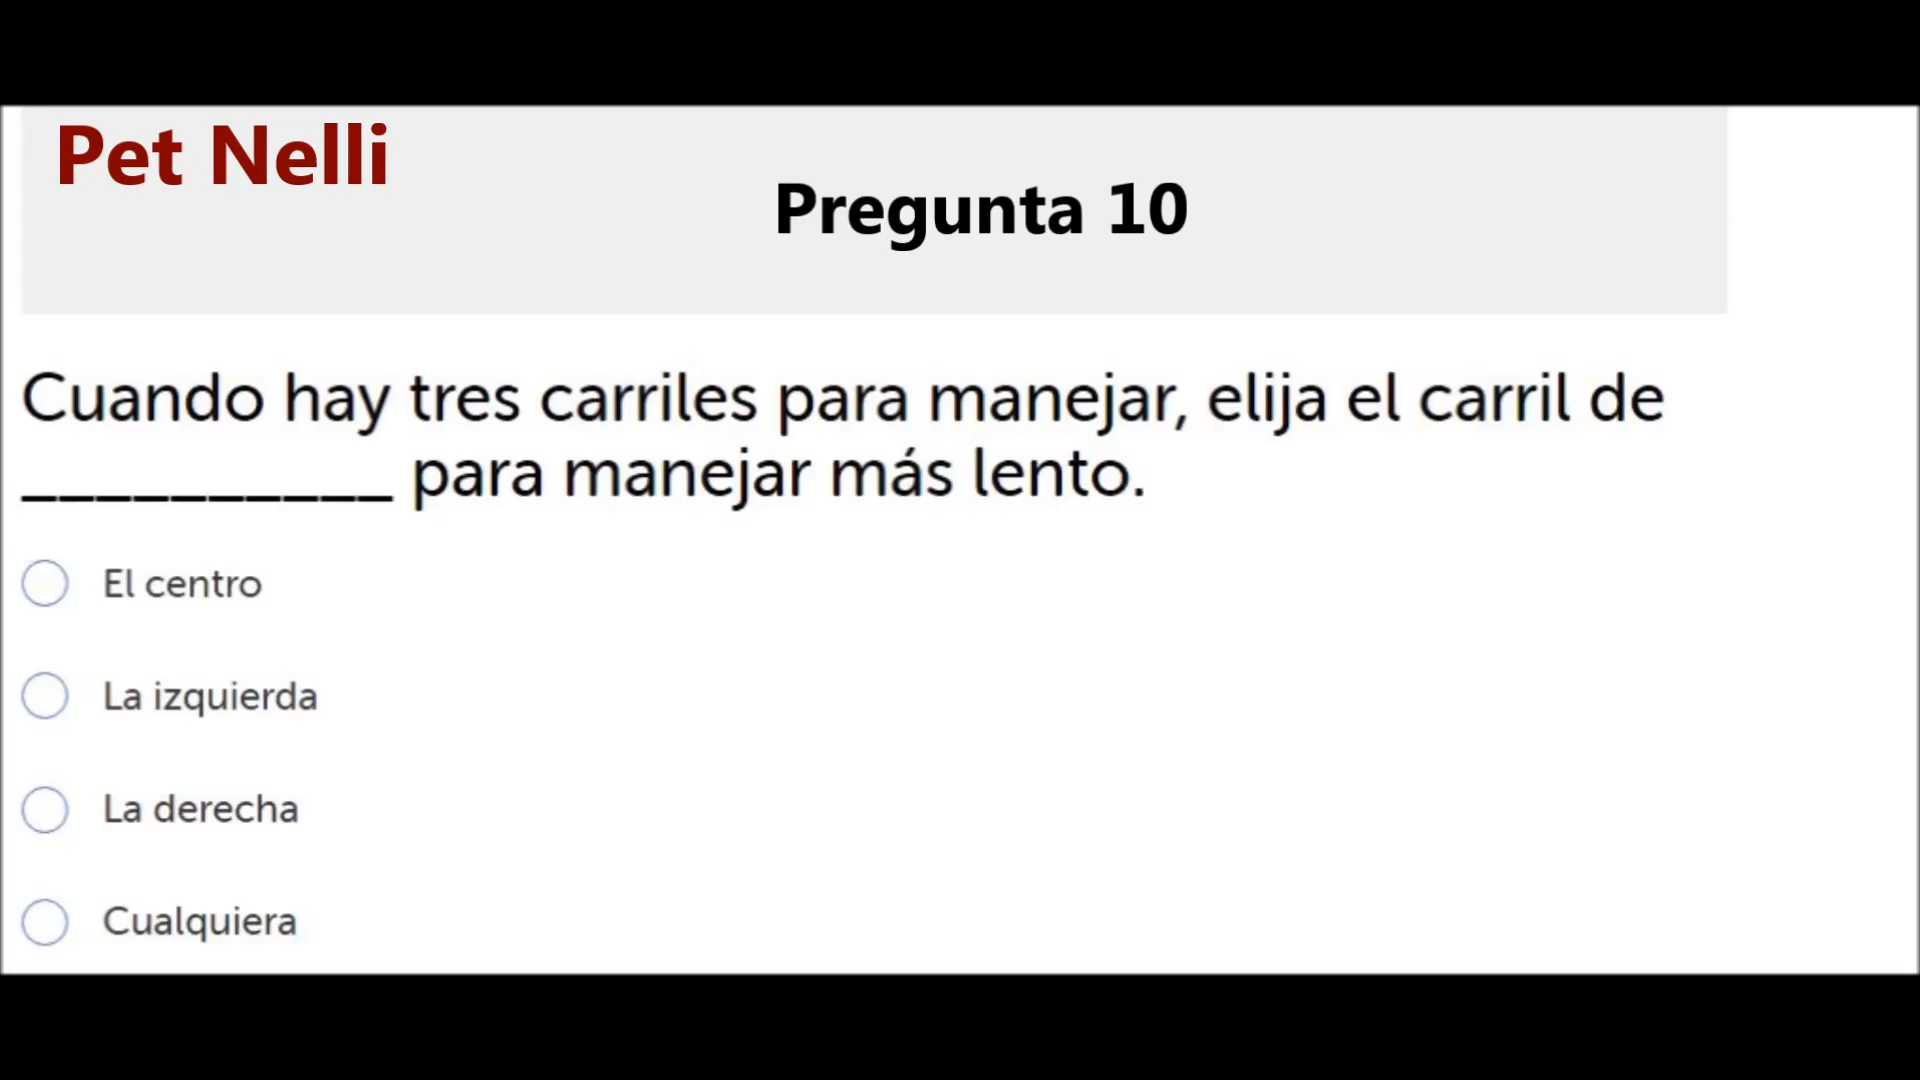 Pet Nelli
Pregunta 10
Cuando hay tres carriles para manejar, elija el carril de
__________ para manejar más lento.
El centro
La izquierda
La derecha
Cualquiera